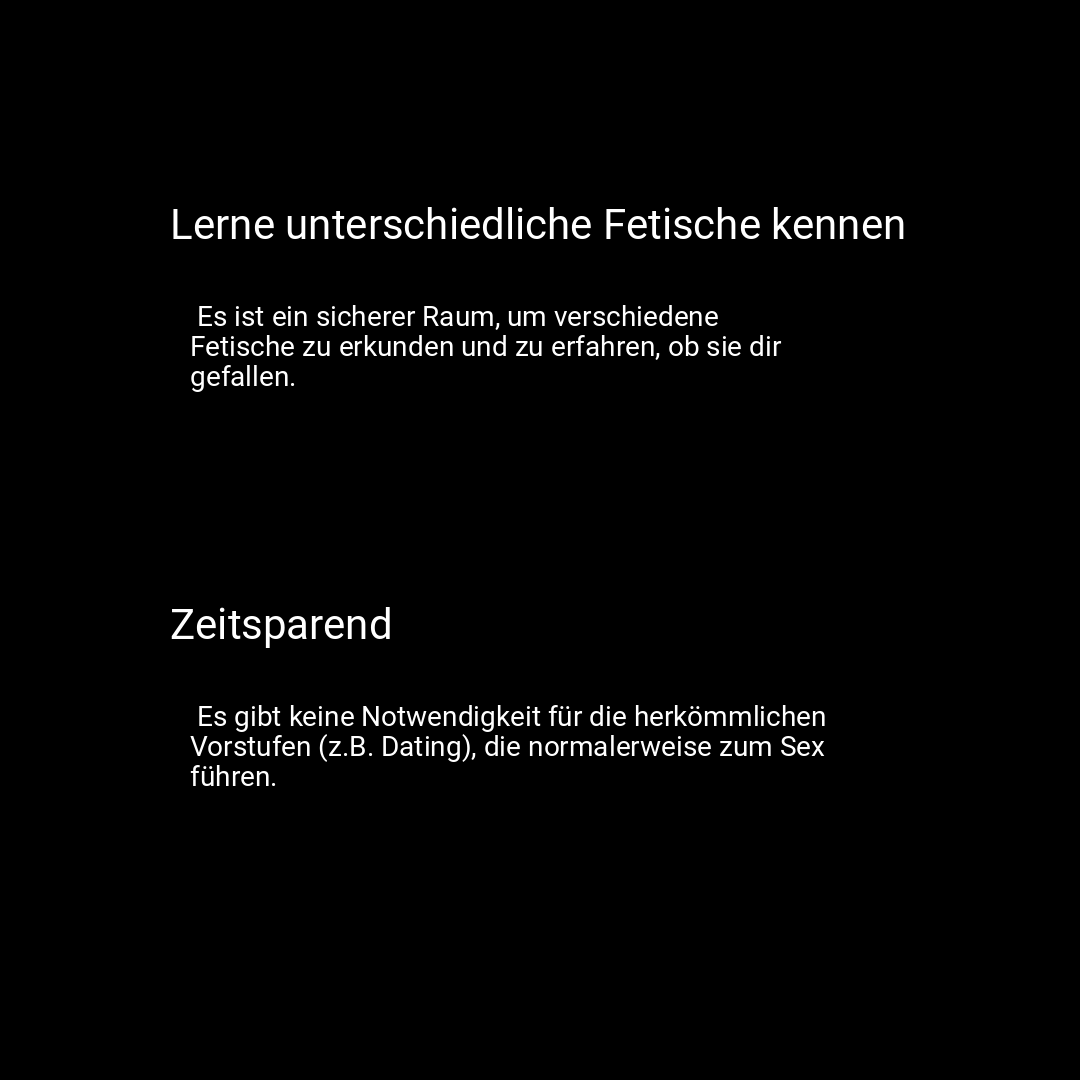 Lerne unterschiedliche Fetische kennen
Es ist ein sicherer Raum, um verschiedene
Fetische zu erkunden und zu erfahren, ob sie dir
gefallen.
Zeitsparend
Es gibt keine Notwendigkeit für die herkömmlichen
Vorstufen (z.B. Dating), die normalerweise zum Sex
führen.